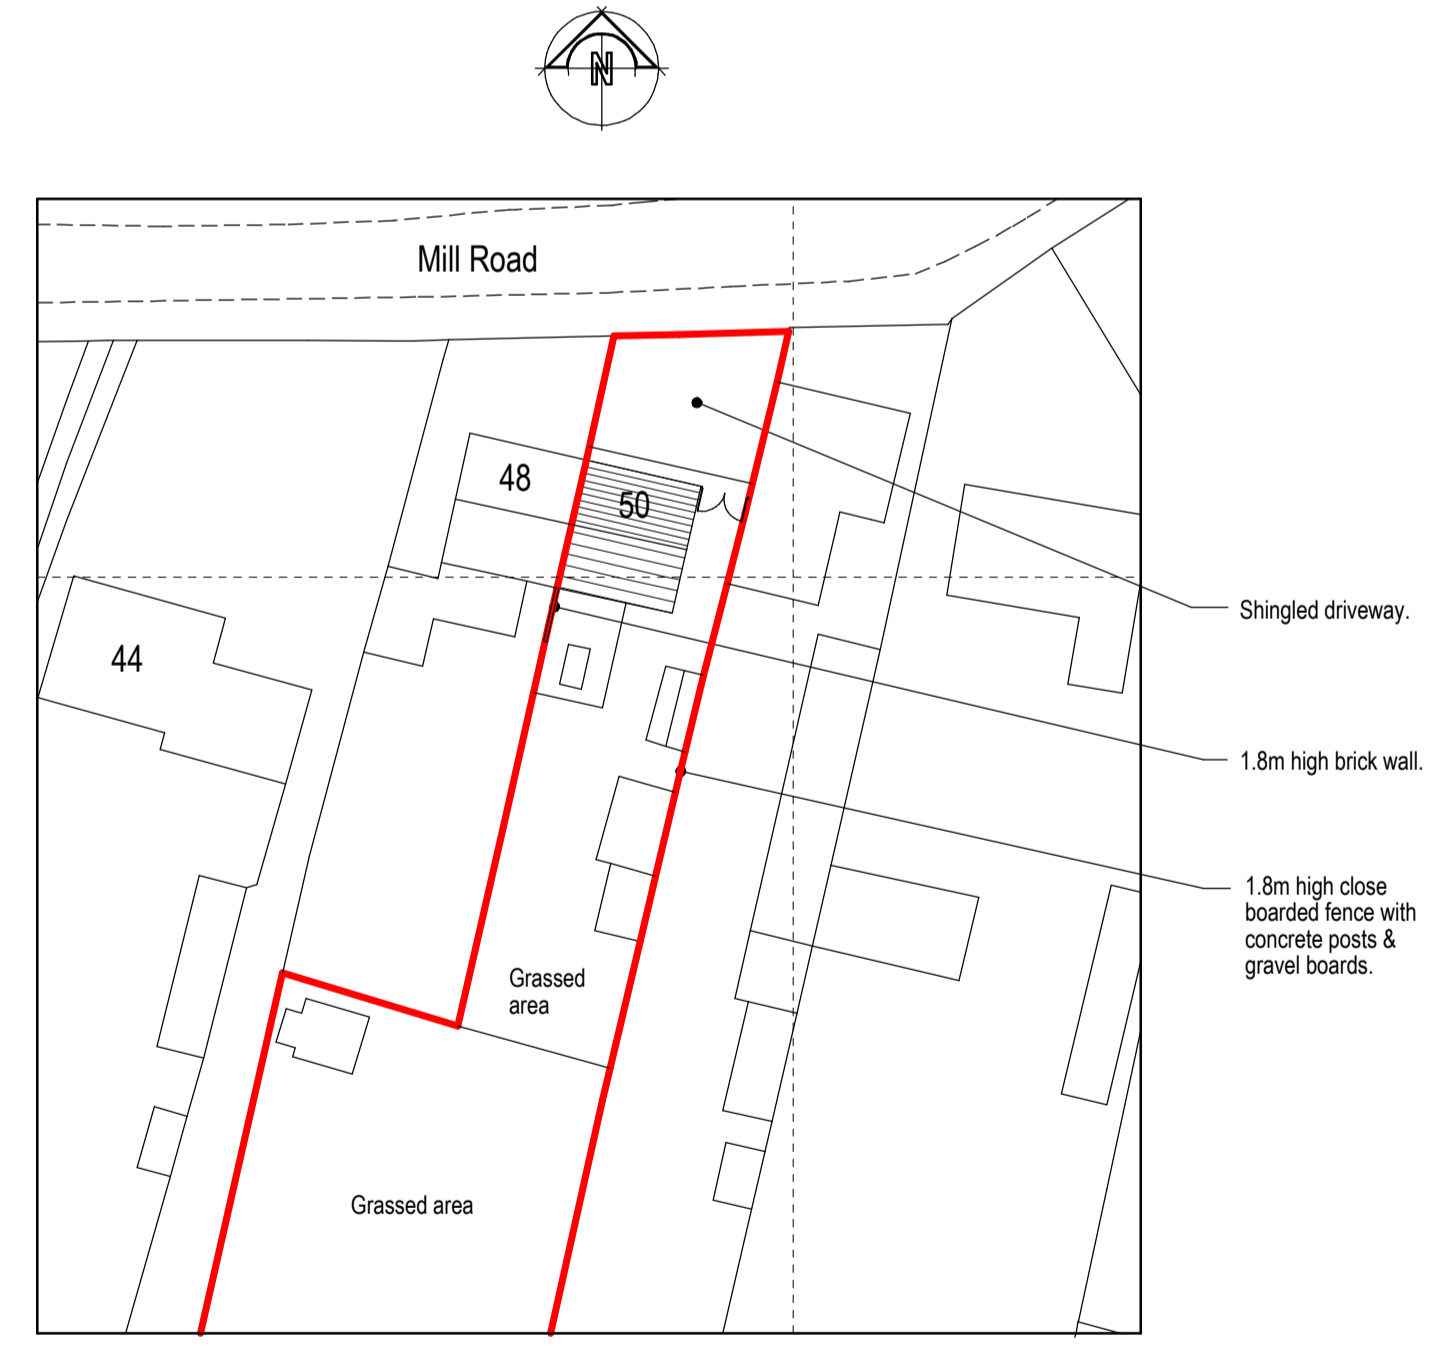 N
Mill Road
48
50
44
Shingled driveway.
1.8m high brick wall.
1.8m high close
boarded fence with
concrete posts &
gravel boards.
Grassed
area
Grassed area